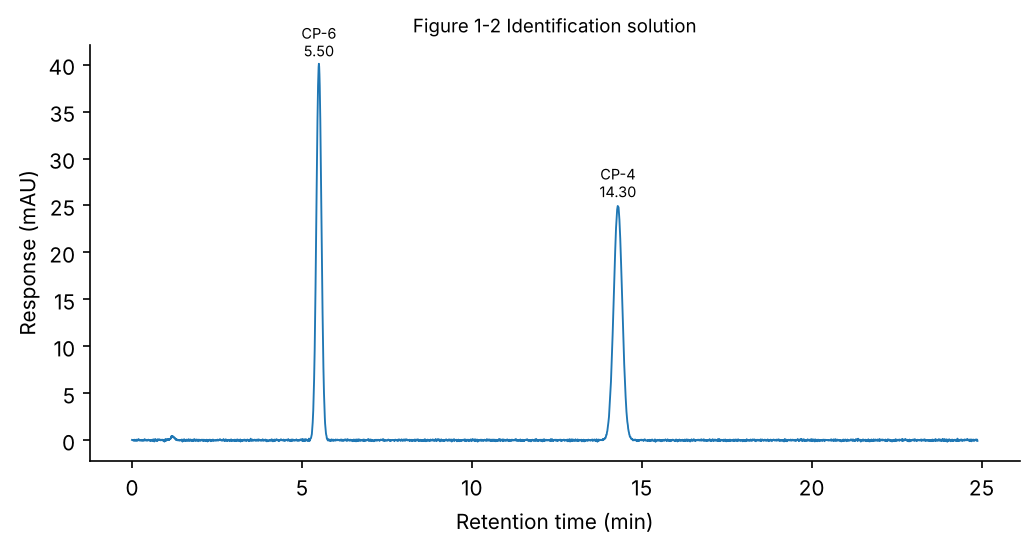 Figure 1-2 Identification solution
CP-6
5.50
CP-4
14.30
Response (mAU)
40
35
30
25
20
15
10
5
0
0 5 10 15 20 25
Retention time (min)